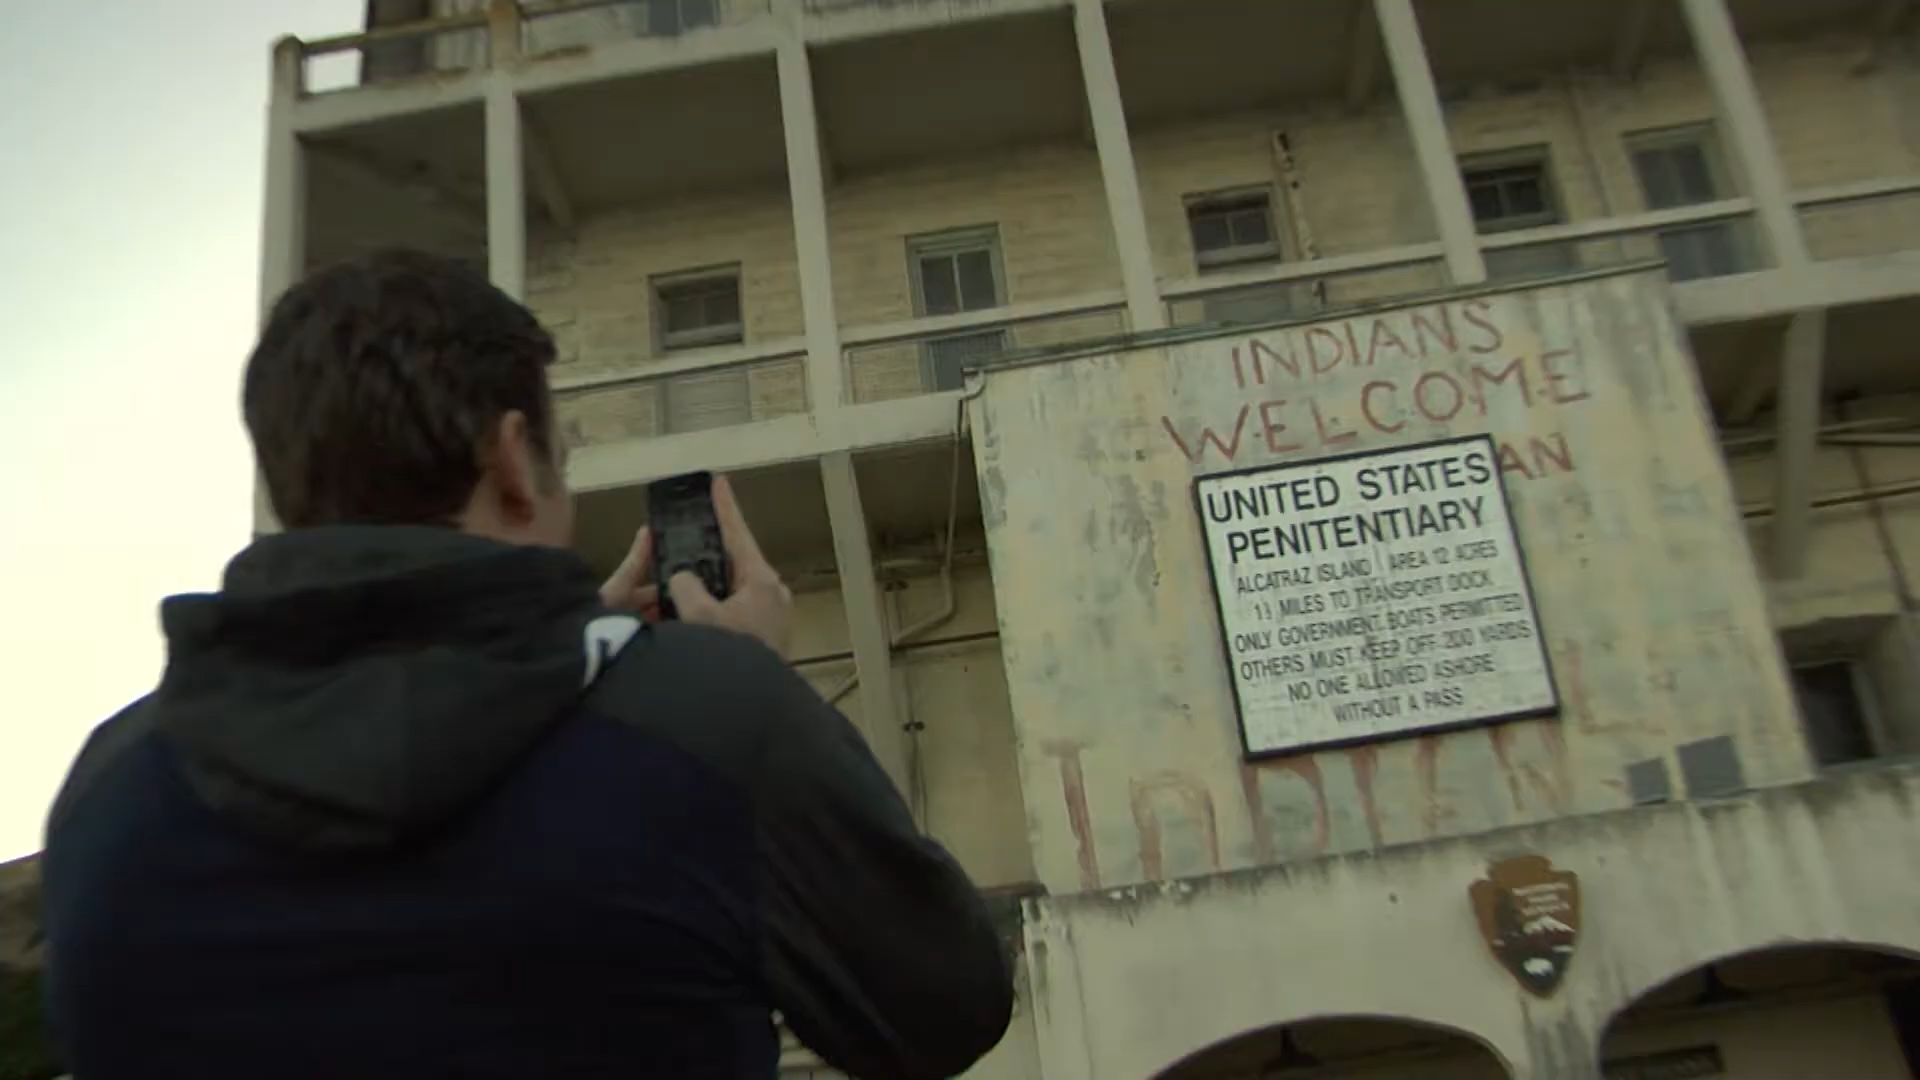 INDIANS
WELCOME
AN
UNITED STATES
PENITENTIARY
ALCATRAZ ISLAND AREA 12 ACRES
1½ MILES TO TRANSPORT DOCK
ONLY GOVERNMENT BOATS PERMITTED
OTHERS MUST KEEP OFF 200 YARDS
NO ONE ALLOWED ASHORE
WITHOUT A PASS